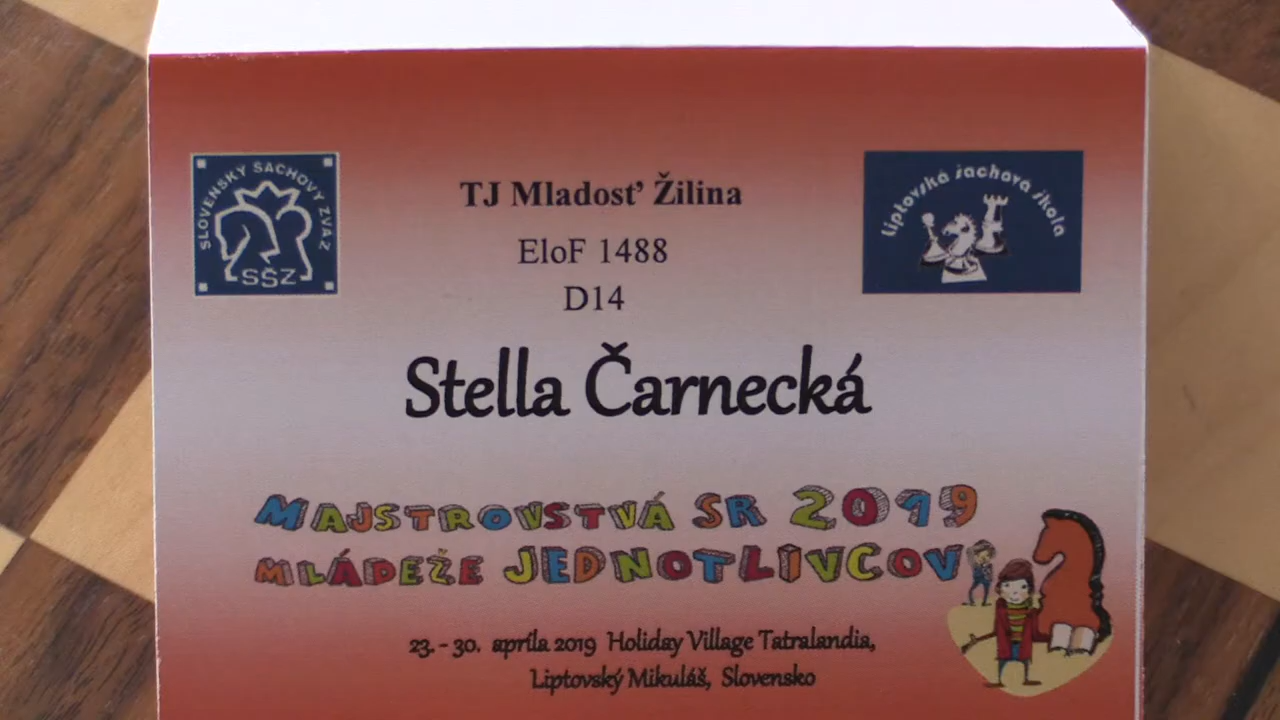 SLOVENSKÝ ŠACHOVÝ ZVÄZ
SŠZ
TJ Mladosť Žilina
EloF 1488
D14
Liptovská šachová škola
Stella Čarnecká
MAJSTROVSTVÁ SR 2019
MLÁDEŽE JEDNOTLIVCOV
23. - 30. apríla 2019 Holiday Village Tatralandia,
Liptovský Mikuláš, Slovensko